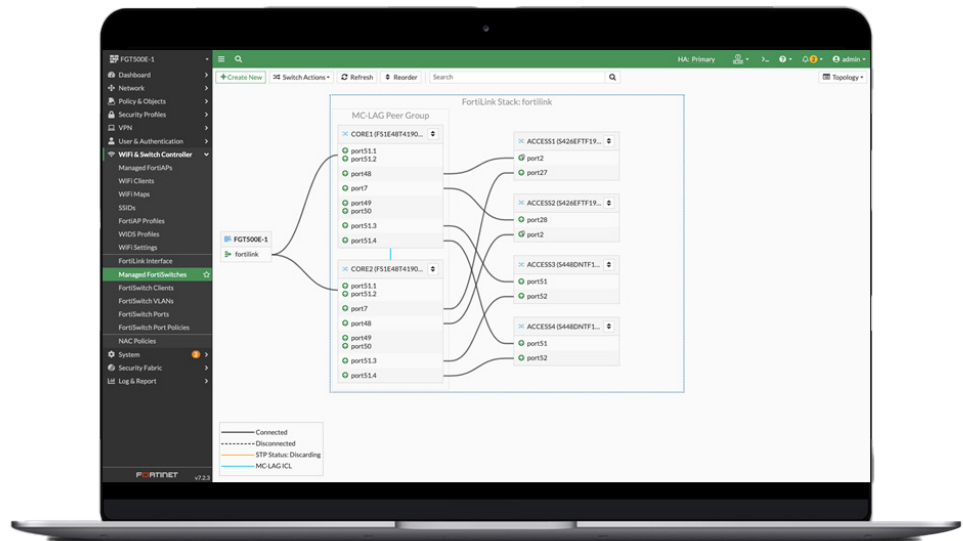 FGT500E-1
HA: Primary
2
admin
Dashboard
Network
Policy & Objects
Security Profiles
VPN
User & Authentication
WiFi & Switch Controller
Managed FortiAPs
WiFi Clients
WiFi Maps
SSIDs
FortiAP Profiles
WIDS Profiles
WiFi Settings
FortiLink Interface
Managed FortiSwitches
FortiSwitch Clients
FortiSwitch VLANs
FortiSwitch Ports
FortiSwitch Port Policies
NAC Policies
System 2
Security Fabric
Log & Report
FORTINET v7.2.3
+Create New Switch Actions Refresh Reorder Search Topology
FortiLink Stack: fortilink
FGT500E-1
fortilink
MC-LAG Peer Group
CORE1 (FS1E48T4190...
port51.1
port51.2
port48
port7
port49
port50
port51.3
port51.4
CORE2 (FS1E48T4190...
port51.1
port51.2
port7
port48
port49
port50
port51.3
port51.4
ACCESS1 (S426EFTF19...
port2
port27
ACCESS2 (S426EFTF19...
port28
port2
ACCESS3 (S448DNTF1...
port51
port52
ACCESS4 (S448DNTF1...
port51
port52
Connected
Disconnected
STP Status: Discarding
MC-LAG ICL